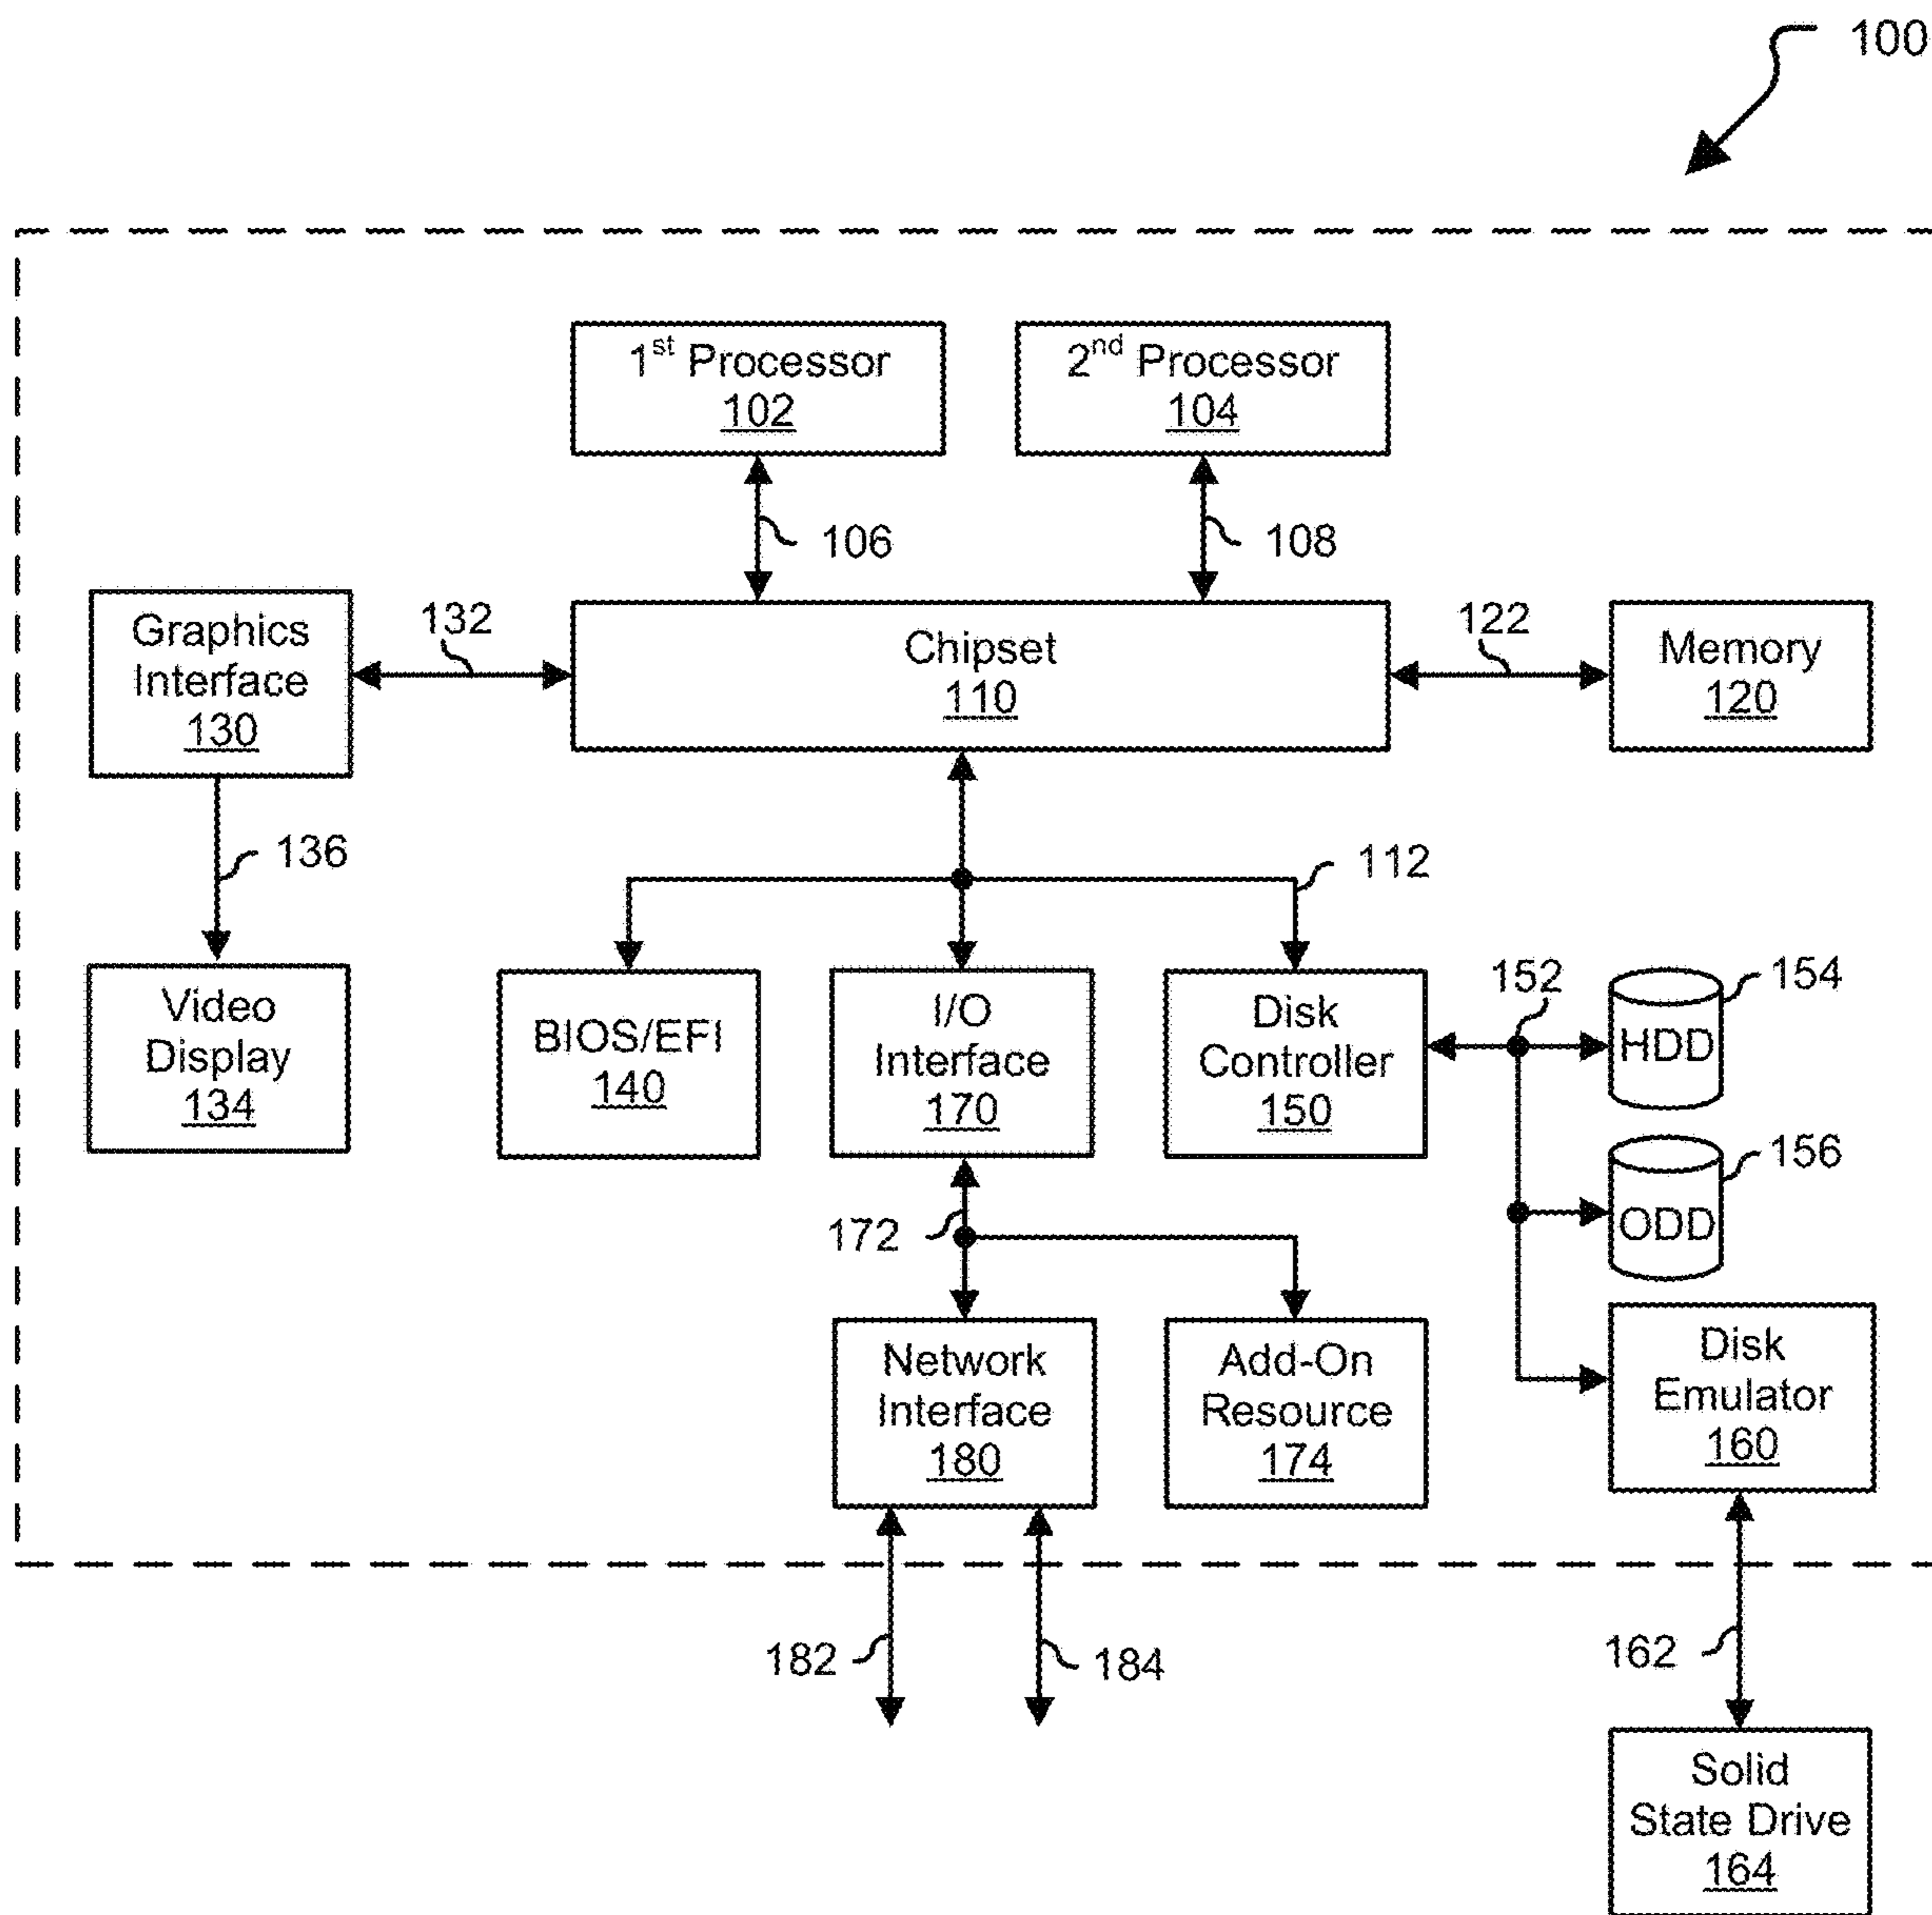 100
1st Processor
102
2nd Processor
104
106
108
Graphics
Interface
130
132
Chipset
110
122
Memory
120
136
112
Video
Display
134
BIOS/EFI
140
I/O
Interface
170
Disk
Controller
150
152
HDD
154
ODD
156
172
Network
Interface
180
Add-On
Resource
174
Disk
Emulator
160
182
184
162
Solid
State Drive
164